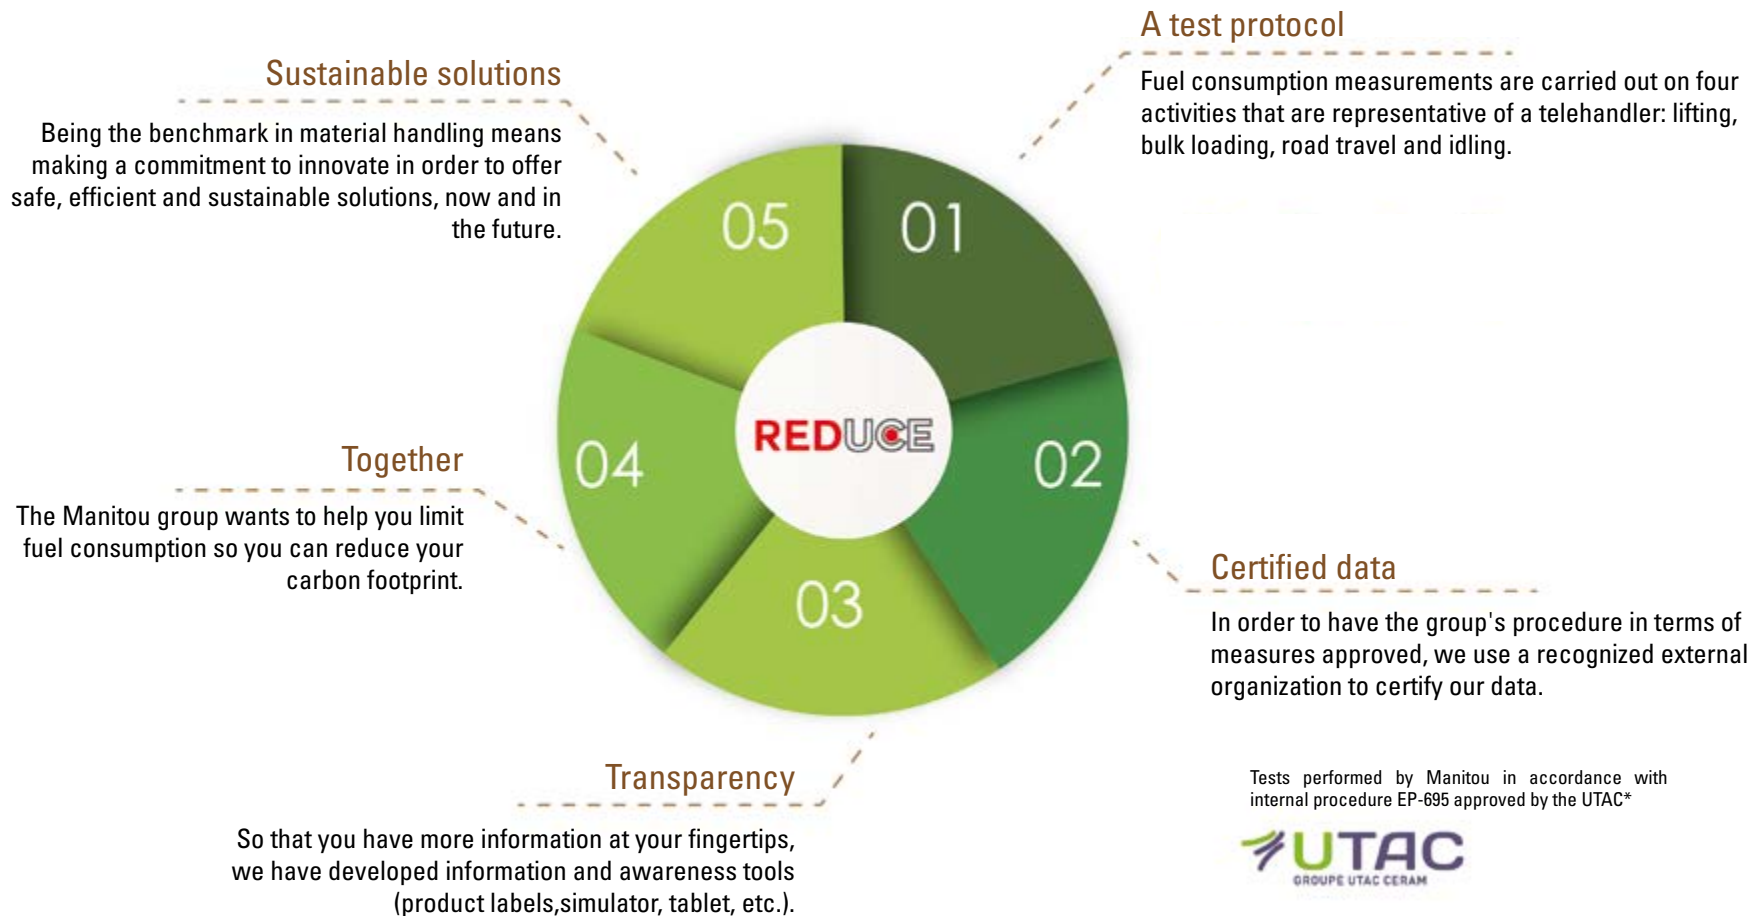 A test protocol
Fuel consumption measurements are carried out on four
activities that are representative of a telehandler: lifting,
bulk loading, road travel and idling.
Sustainable solutions
Being the benchmark in material handling means
making a commitment to innovate in order to offer
safe, efficient and sustainable solutions, now and in
the future.
05
01
REDUCE
04
02
03
Together
The Manitou group wants to help you limit
fuel consumption so you can reduce your
carbon footprint.
Certified data
In order to have the group's procedure in terms of
measures approved, we use a recognized external
organization to certify our data.
Transparency
So that you have more information at your fingertips,
we have developed information and awareness tools
(product labels,simulator, tablet, etc.).
Tests performed by Manitou in accordance with
internal procedure EP-695 approved by the UTAC*
UTAC
GROUPE UTAC CERAM